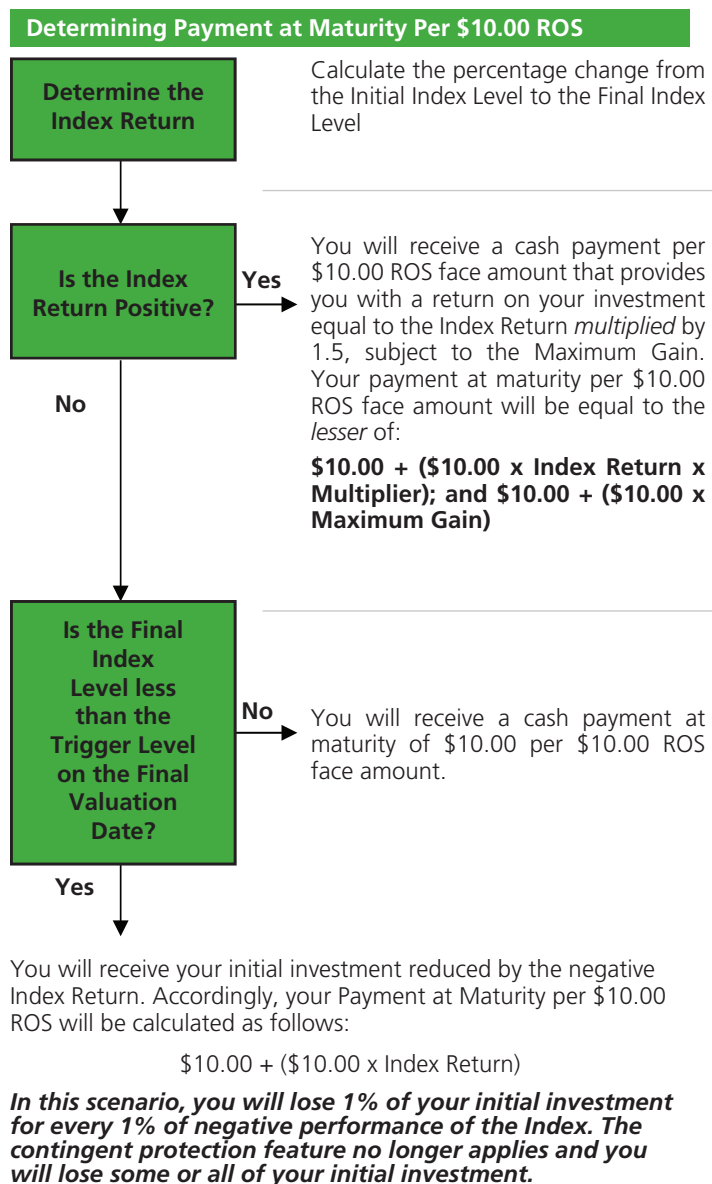 Determining Payment at Maturity Per $10.00 ROS
Determine the
Index Return
Calculate the percentage change from
the Initial Index Level to the Final Index
Level
Is the Index
Return Positive?
Yes
You will receive a cash payment per
$10.00 ROS face amount that provides
you with a return on your investment
equal to the Index Return multiplied by
1.5, subject to the Maximum Gain.
Your payment at maturity per $10.00
ROS face amount will be equal to the
lesser of:
$10.00 + ($10.00 x Index Return x
Multiplier); and $10.00 + ($10.00 x
Maximum Gain)
No
Is the Final
Index
Level less
than the
Trigger Level
on the Final
Valuation
Date?
No
You will receive a cash payment at
maturity of $10.00 per $10.00 ROS
face amount.
Yes
You will receive your initial investment reduced by the negative
Index Return. Accordingly, your Payment at Maturity per $10.00
ROS will be calculated as follows:
$10.00 + ($10.00 x Index Return)
In this scenario, you will lose 1% of your initial investment
for every 1% of negative performance of the Index. The
contingent protection feature no longer applies and you
will lose some or all of your initial investment.